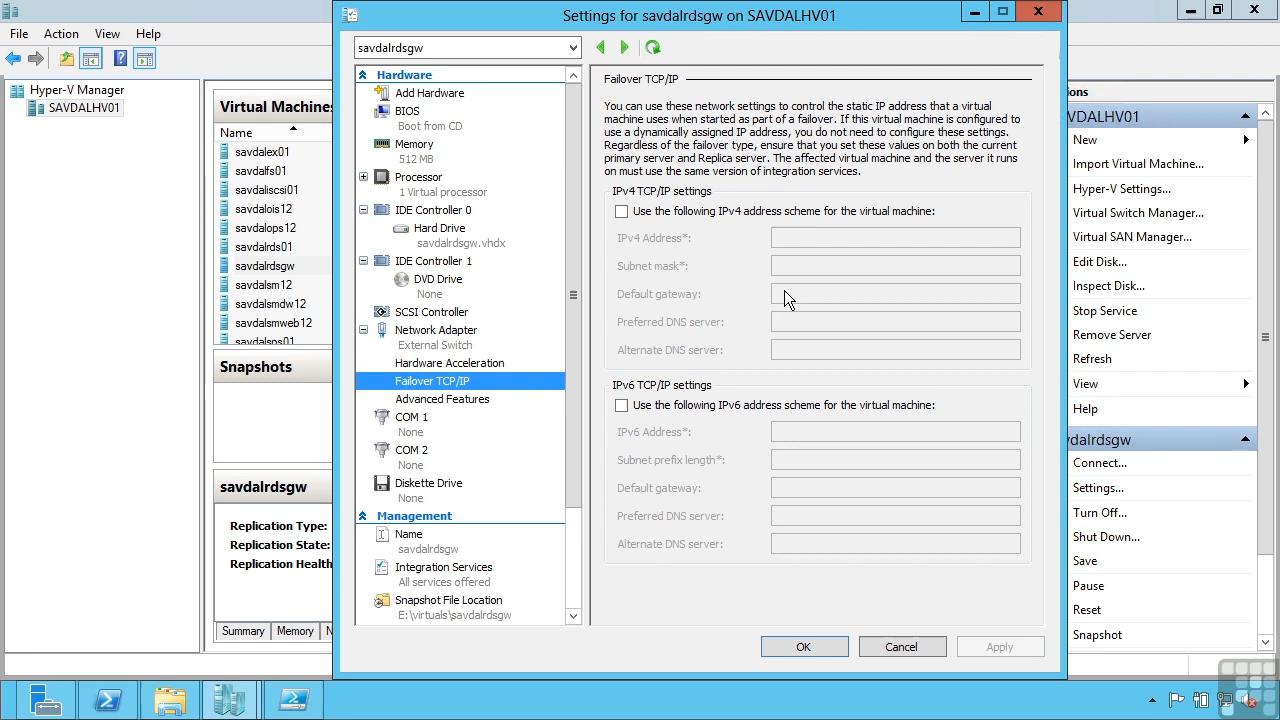 Settings for savdalrdsgw on SAVDALHV01
File Action View Help
Hyper-V Manager
SAVDALHV01
Virtual Machines
Name
savdalex01
savdalfs01
savdaliscsi01
savdalois12
savdalops12
savdalrds01
savdalrdsgw
savdalsm12
savdalsmdw12
savdalsmweb12
savdalsps01
Snapshots
savdalrdsgw
Replication Type:
Replication State:
Replication Health
Summary Memory N
savdalrdsgw
Hardware
Add Hardware
BIOS
Boot from CD
Memory
512 MB
Processor
1 Virtual processor
IDE Controller 0
Hard Drive
savdalrdsgw.vhdx
IDE Controller 1
DVD Drive
None
SCSI Controller
Network Adapter
External Switch
Hardware Acceleration
Failover TCP/IP
Advanced Features
COM 1
None
COM 2
None
Diskette Drive
None
Management
Name
savdalrdsgw
Integration Services
All services offered
Snapshot File Location
E:\virtuals\savdalrdsgw
Failover TCP/IP
You can use these network settings to control the static IP address that a virtual
machine uses when started as part of a failover. If this virtual machine is configured to
use a dynamically assigned IP address, you do not need to configure these settings.
Regardless of the failover type, ensure that you set these values on both the current
primary server and Replica server. The affected virtual machine and the server it runs
on must use the same version of integration services.
IPv4 TCP/IP settings
Use the following IPv4 address scheme for the virtual machine:
IPv4 Address*:
Subnet mask*:
Default gateway:
Preferred DNS server:
Alternate DNS server:
IPv6 TCP/IP settings
Use the following IPv6 address scheme for the virtual machine:
IPv6 Address*:
Subnet prefix length*:
Default gateway:
Preferred DNS server:
Alternate DNS server:
OK Cancel Apply
ons
VDALHV01
New
Import Virtual Machine...
Hyper-V Settings...
Virtual Switch Manager...
Virtual SAN Manager...
Edit Disk...
Inspect Disk...
Stop Service
Remove Server
Refresh
View
Help
vdalrdsgw
Connect...
Settings...
Turn Off...
Shut Down...
Save
Pause
Reset
Snapshot